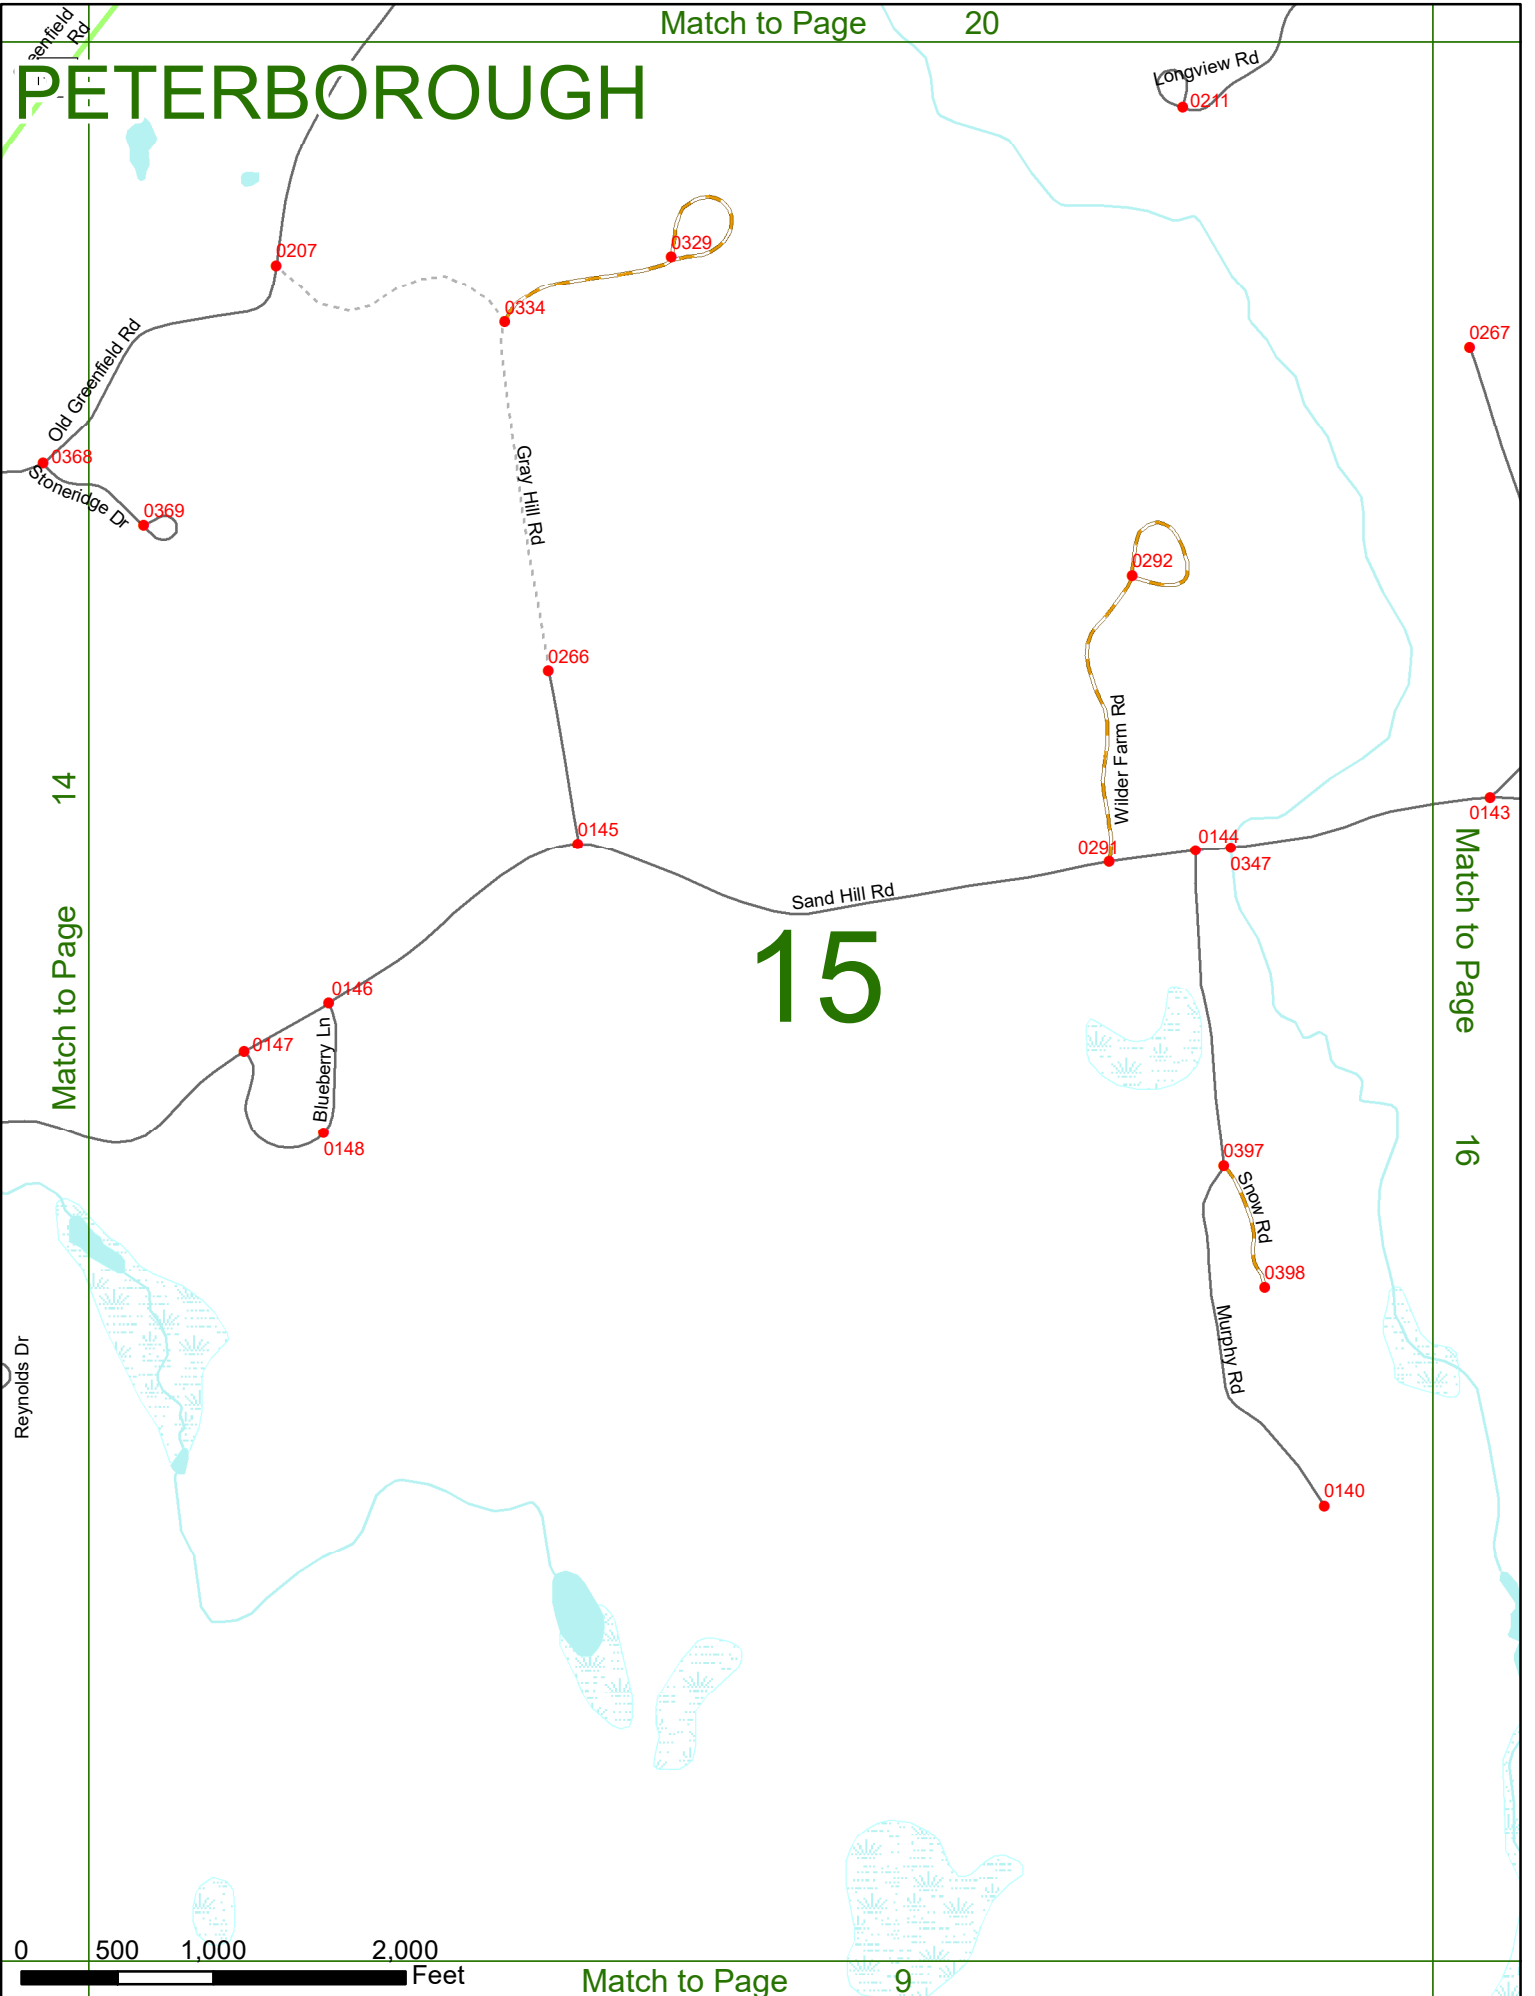 Match to Page 20
enfield
Rd
PETERBOROUGH
Longview Rd
0211
0207
0329
0334
0267
Old Greenfield Rd
0368
Stoneridge Dr
0369
Gray Hill Rd
0292
0266
Wilder Farm Rd
14
Match to Page
0145
0291
0144
0347
0143
Sand Hill Rd
15
Match to Page
16
0146
0147
Blueberry Ln
0148
0397
Snow Rd
0398
Murphy Rd
Reynolds Dr
0140
0 500 1,000 2,000
Feet
Match to Page 9